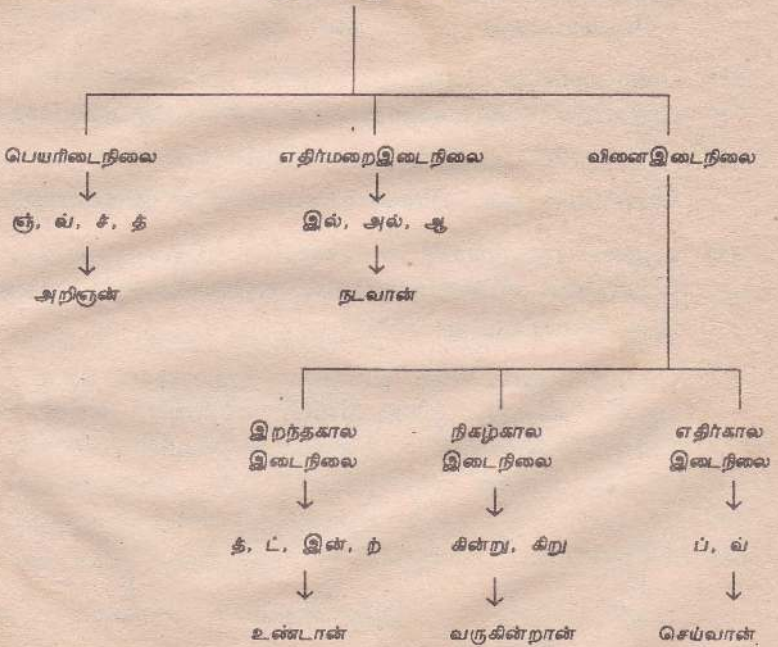 பெயரிடைநிலை எதிர்மறைஇடைநிலை வினைஇடைநிலை
ஞ், வ், ச், த் இல், அல், ஆ
அறிஞன் நடவான்
இறந்தகால நிகழ்கால எதிர்கால
இடைநிலை இடைநிலை இடைநிலை
த், ட், இன், ற் கின்று, கிறு ப், வ்
உண்டான் வருகின்றான் செய்வான்